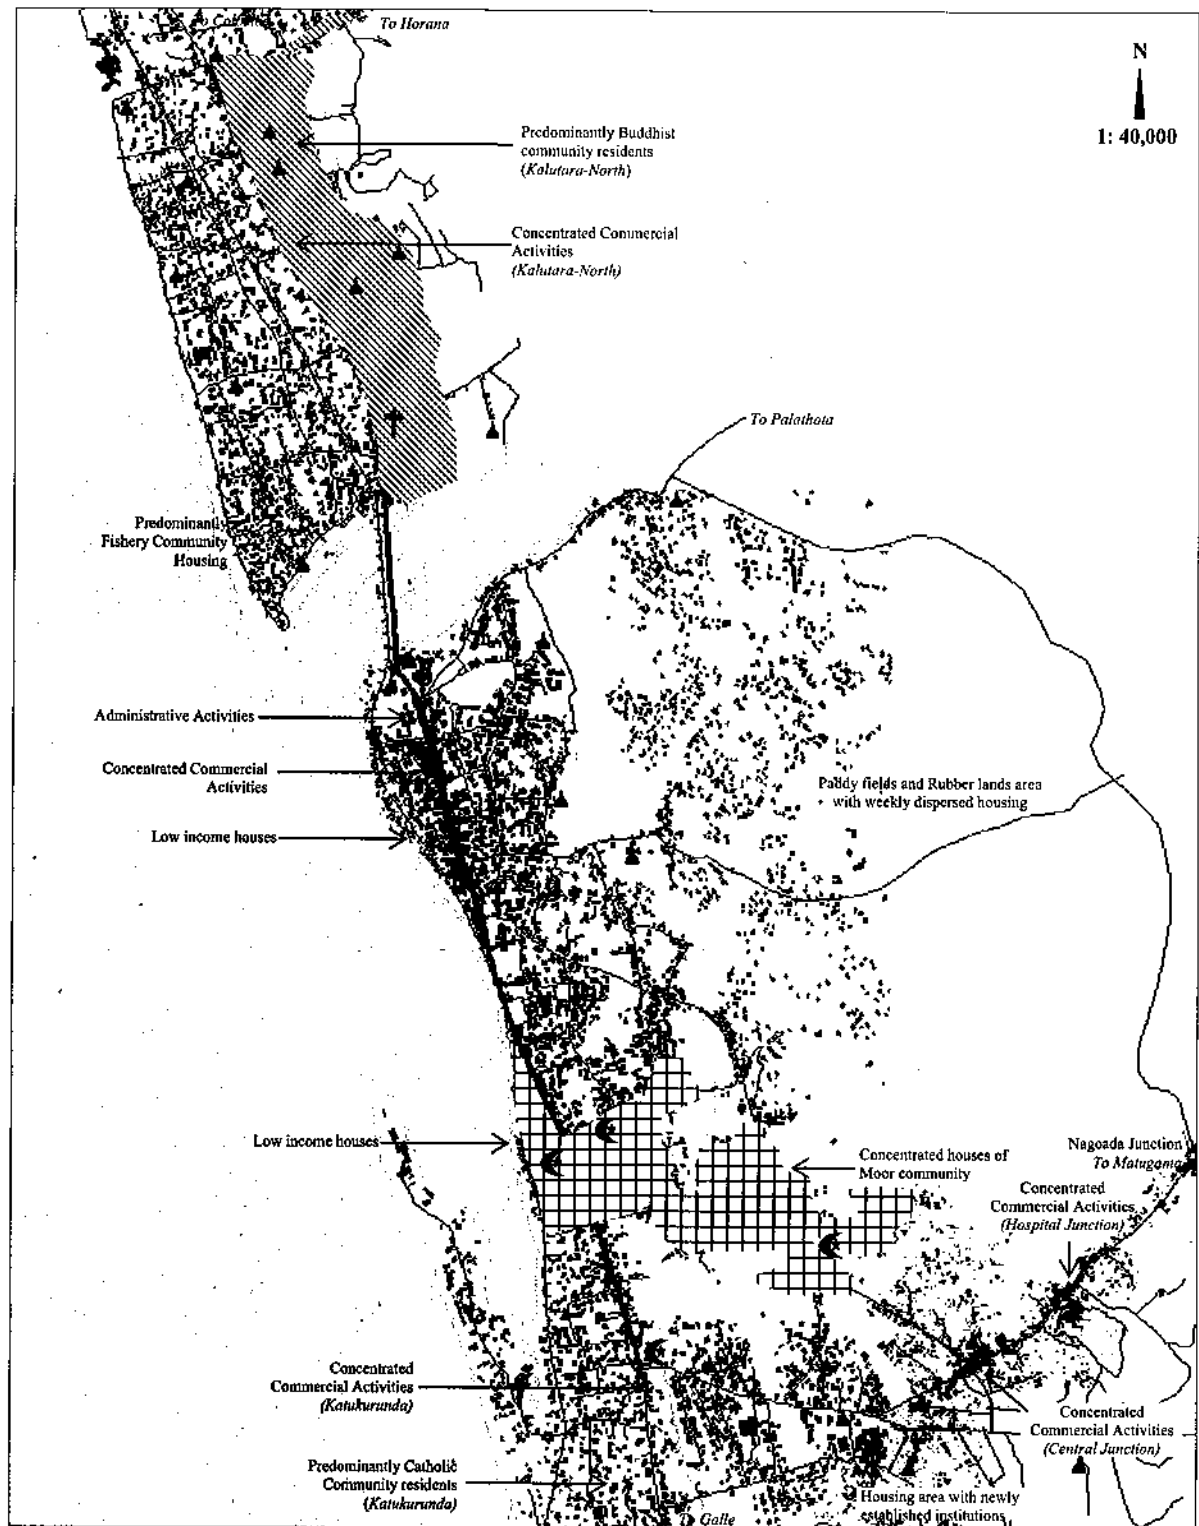 To Horana
N
1: 40,000
Predominantly Buddhist
community residents
(Kalutara-North)
Concentrated Commercial
Activities
(Kalutara-North)
To Palathota
Predominantly
Fishery Community
Housing
Administrative Activities
Concentrated Commercial
Activities
Paddy fields and Rubber lands area
with weekly dispersed housing
Low income houses
Low income houses
Concentrated houses of
Moor community
Nagoada Junction
To Matugama
Concentrated
Commercial Activities
(Hospital Junction)
Concentrated
Commercial Activities
(Katukurunda)
Concentrated
Commercial Activities
(Central Junction)
Predominantly Catholic
Community residents
(Katukurunda)
Housing area with newly
established institutions
To Galle